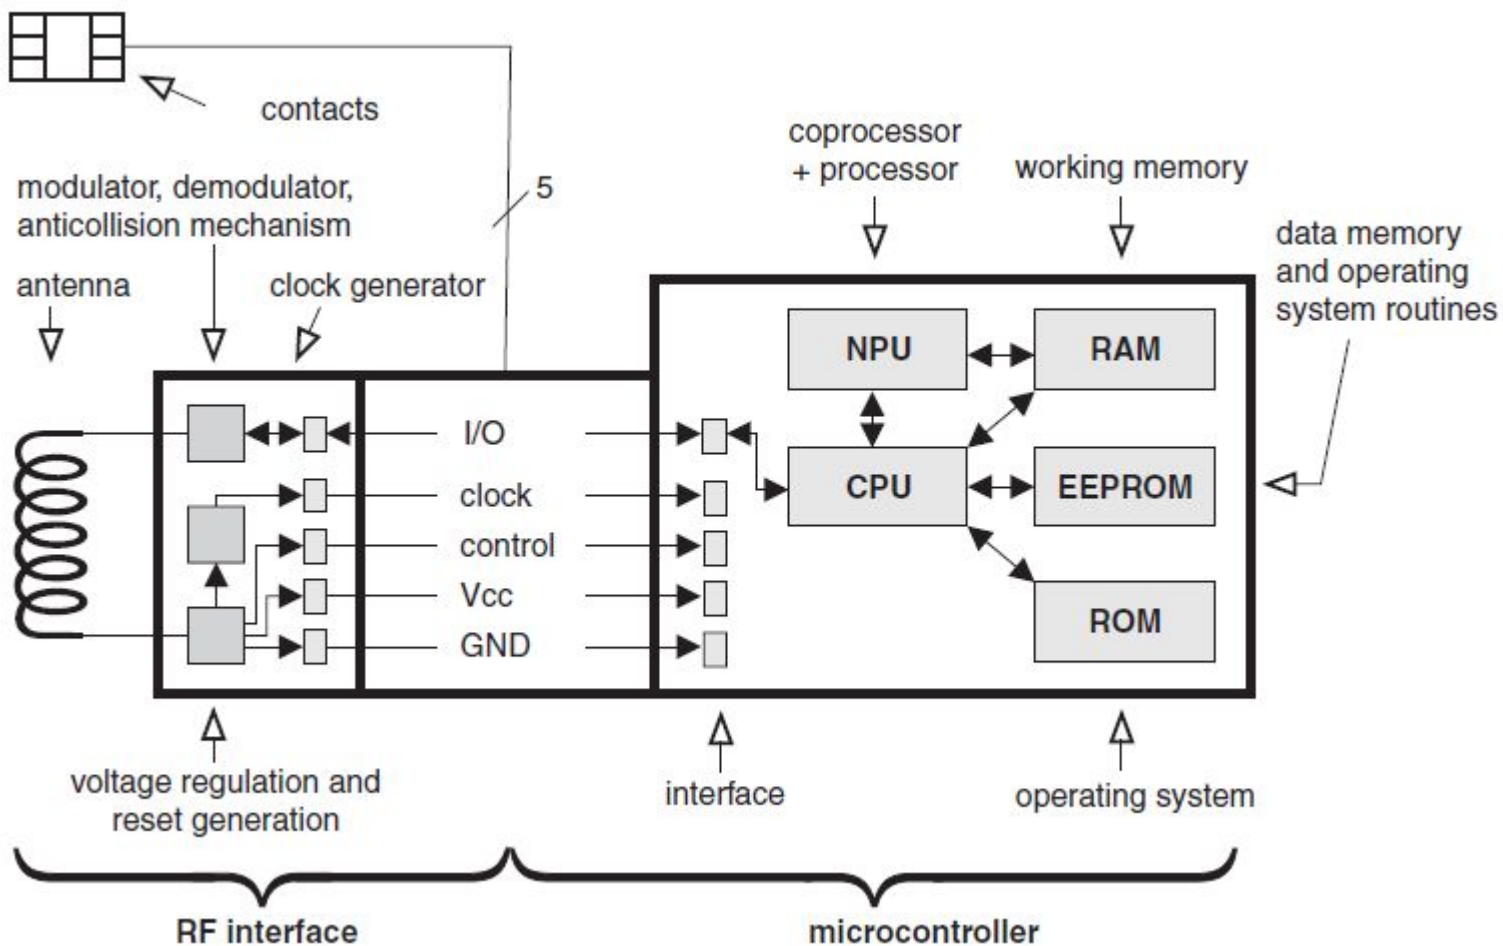 contacts
5
coprocessor
+ processor
working memory
modulator, demodulator,
anticollision mechanism
data memory
and operating
system routines
antenna
clock generator
NPU
RAM
I/O
CPU
EEPROM
clock
control
Vcc
GND
ROM
voltage regulation and
reset generation
interface
operating system
RF interface
microcontroller